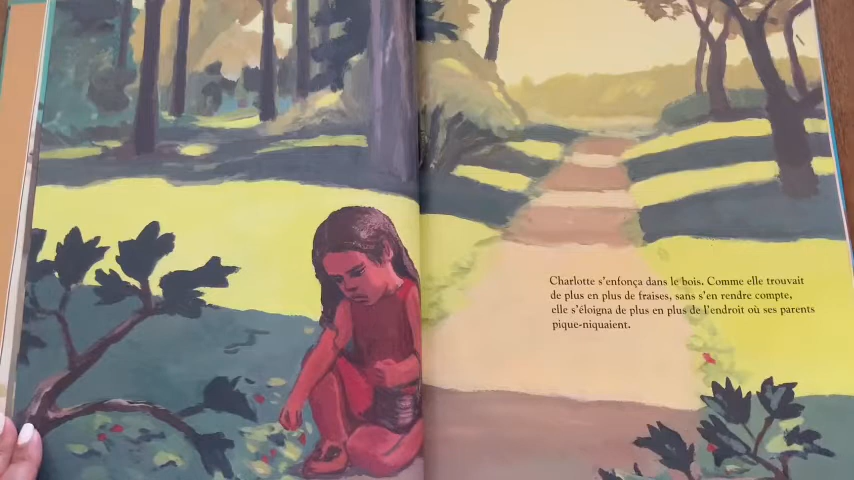 Charlotte s'enfonça dans le bois. Comme elle trouvait
de plus en plus de fraises, sans s'en rendre compte,
elle s'éloigna de plus en plus de l'endroit où ses parents
pique-niquaient.